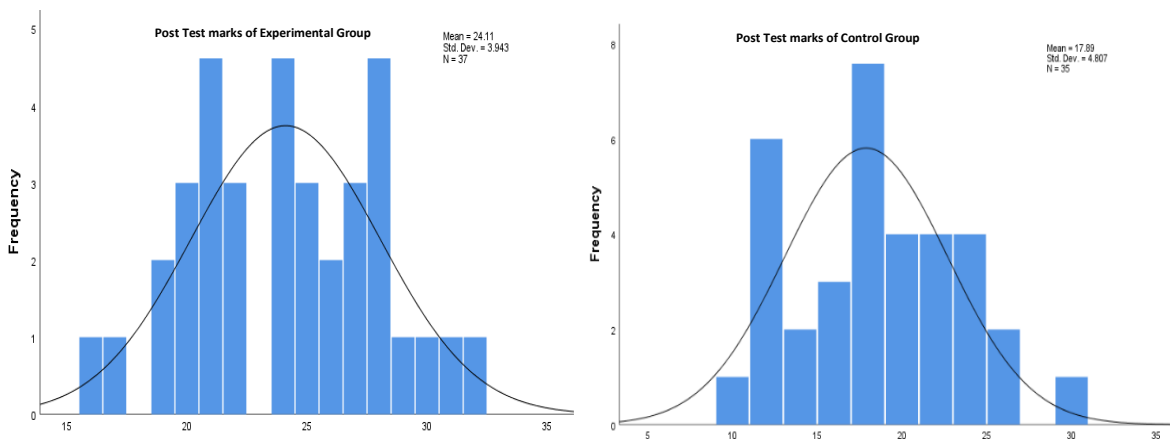 Post Test marks of Experimental Group
Mean = 24.11
Std. Dev. = 3.943
N = 37
Frequency
5
4
3
2
1
0
15 20 25 30 35
Post Test marks of Control Group
Mean = 17.89
Std. Dev. = 4.807
N = 35
Frequency
8
6
4
2
0
5 10 15 20 25 30 35